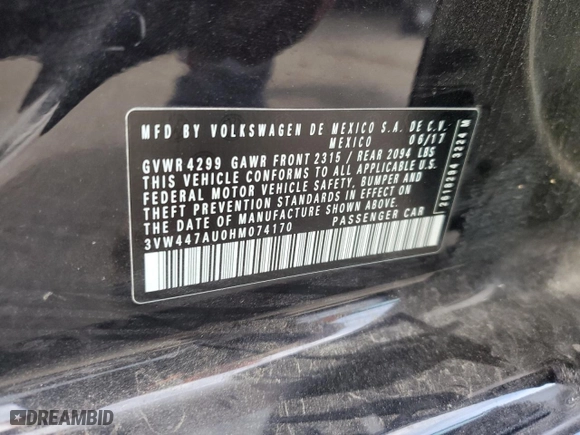 MFD BY VOLKSWAGEN DE MEXICO S.A. DE C.V.
MEXICO 06/17
GVWR 4299 GAWR FRONT 2315 / REAR 2094 LBS
THIS VEHICLE CONFORMS TO ALL APPLICABLE U.S.
FEDERAL MOTOR VEHICLE SAFETY, BUMPER AND
THEFT PREVENTION STANDARDS IN EFFECT ON
THE DATE OF MANUFACTURE SHOWN ABOVE.
3VW447AU0HM074170 PASSENGER CAR
2619394 3224 M
DREAMBID